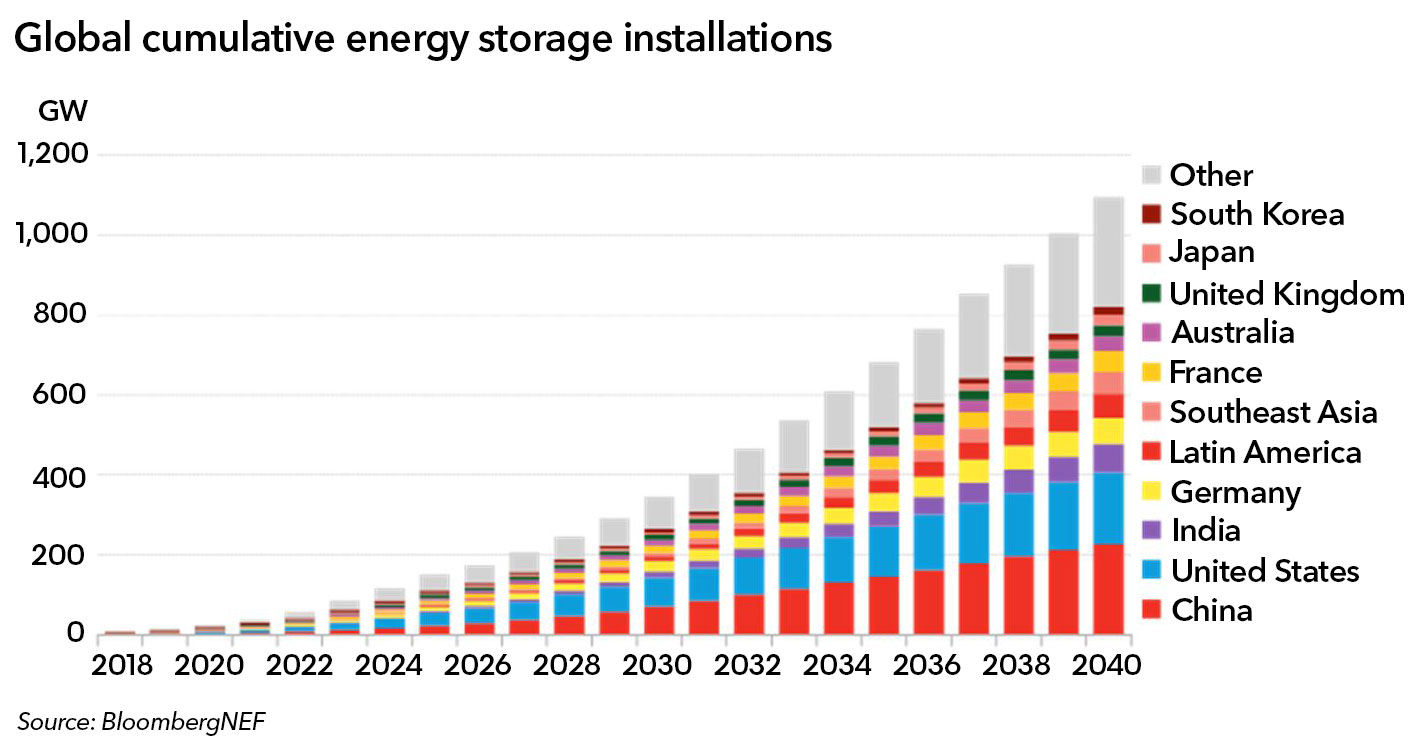 Global cumulative energy storage installations
GW
1,200
1,000
800
600
400
200
0
2018 2020 2022 2024 2026 2028 2030 2032 2034 2036 2038 2040
Other
South Korea
Japan
United Kingdom
Australia
France
Southeast Asia
Latin America
Germany
India
United States
China
Source: BloombergNEF